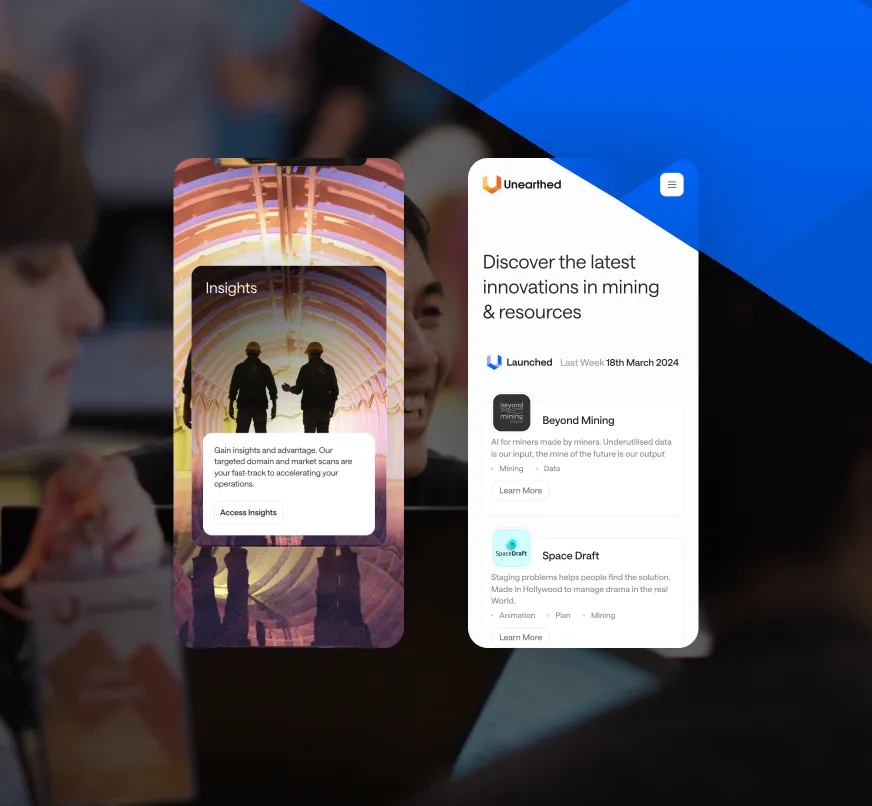 Insights
Gain insights and advantage. Our
targeted domain and market scans are
your fast-track to accelerating your
operations.
Access Insights
Unearthed
Discover the latest
innovations in mining
& resources
Launched Last Week 18th March 2024
beyond
mining
Beyond Mining
AI for miners made by miners. Underutilised data
is our input, the mine of the future is our output
Mining Data
Learn More
SpaceDraft
Space Draft
Staging problems helps people find the solution.
Made in Hollywood to manage drama in the real
World.
Animation Plan Mining
Learn More